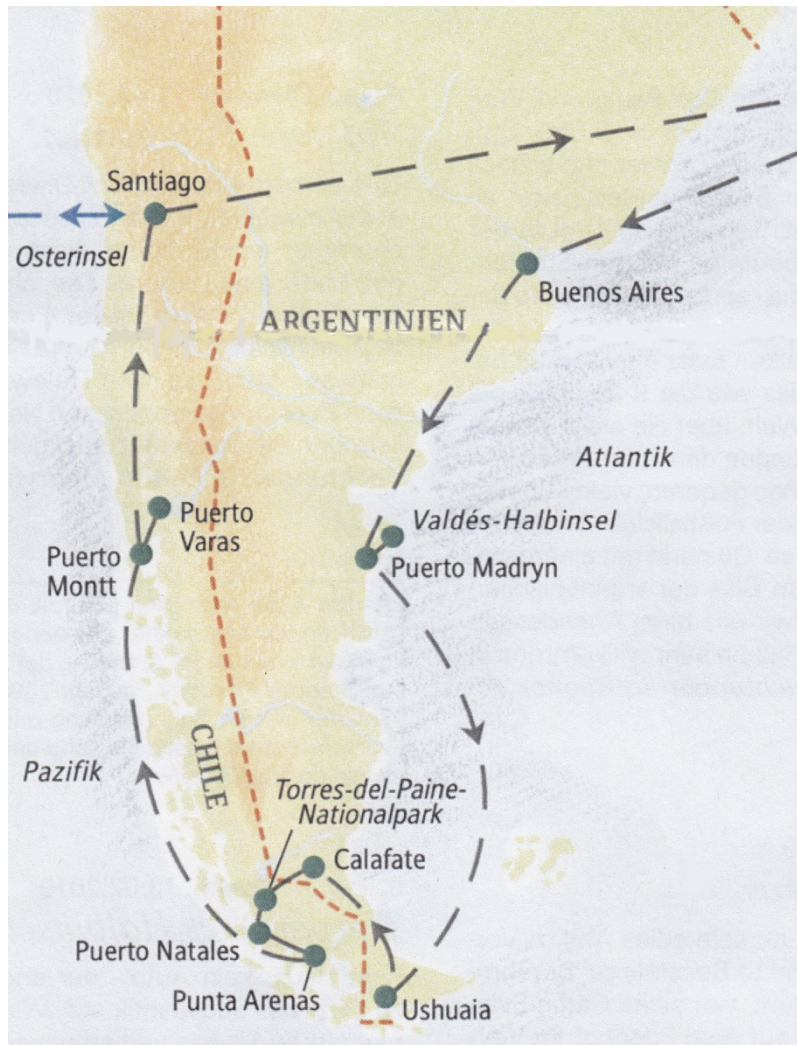 Santiago
Osterinsel
Buenos Aires
ARGENTINIEN
Atlantik
Puerto
Varas
Valdés-Halbinsel
Puerto
Montt
Puerto Madryn
Pazifik
CHILE
Torres-del-Paine-
Nationalpark
Calafate
Puerto Natales
Punta Arenas
Ushuaia